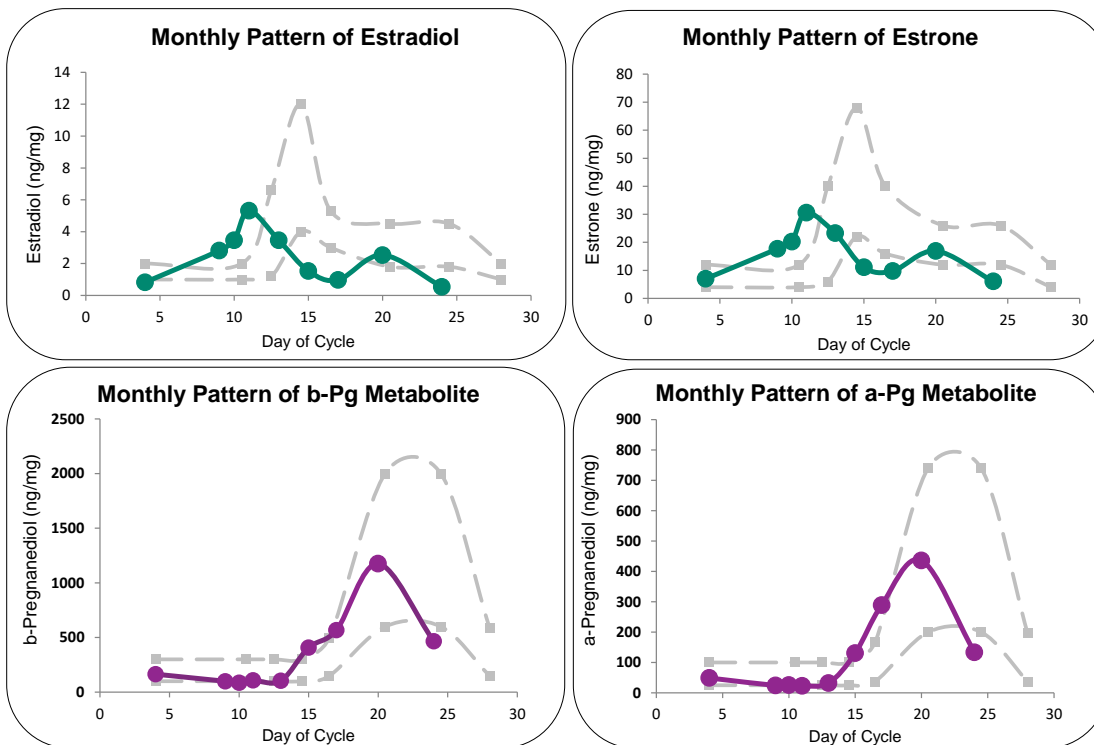 Monthly Pattern of Estradiol
14
12
10
8
6
4
2
0
0 5 10 15 20 25 30
Estradiol (ng/mg)
Day of Cycle
Monthly Pattern of Estrone
80
70
60
50
40
30
20
10
0
0 5 10 15 20 25 30
Estrone (ng/mg)
Day of Cycle
Monthly Pattern of b-Pg Metabolite
2500
2000
1500
1000
500
0
0 5 10 15 20 25 30
b-Pregnanediol (ng/mg)
Day of Cycle
Monthly Pattern of a-Pg Metabolite
900
800
700
600
500
400
300
200
100
0
0 5 10 15 20 25 30
a-Pregnanediol (ng/mg)
Day of Cycle